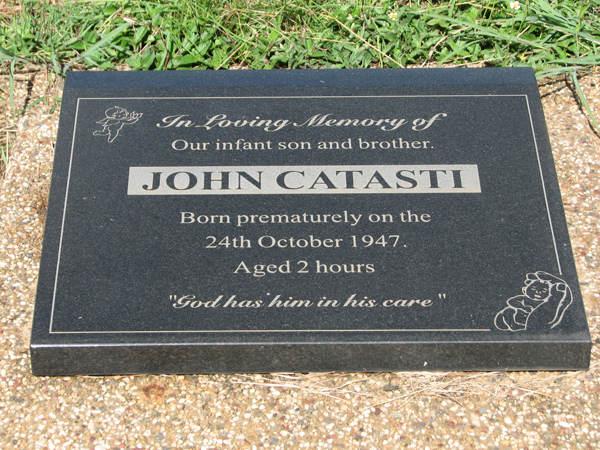 In Loving Memory of
Our infant son and brother.
JOHN CATASTI
Born prematurely on the
24th October 1947.
Aged 2 hours
"God has him in his care"